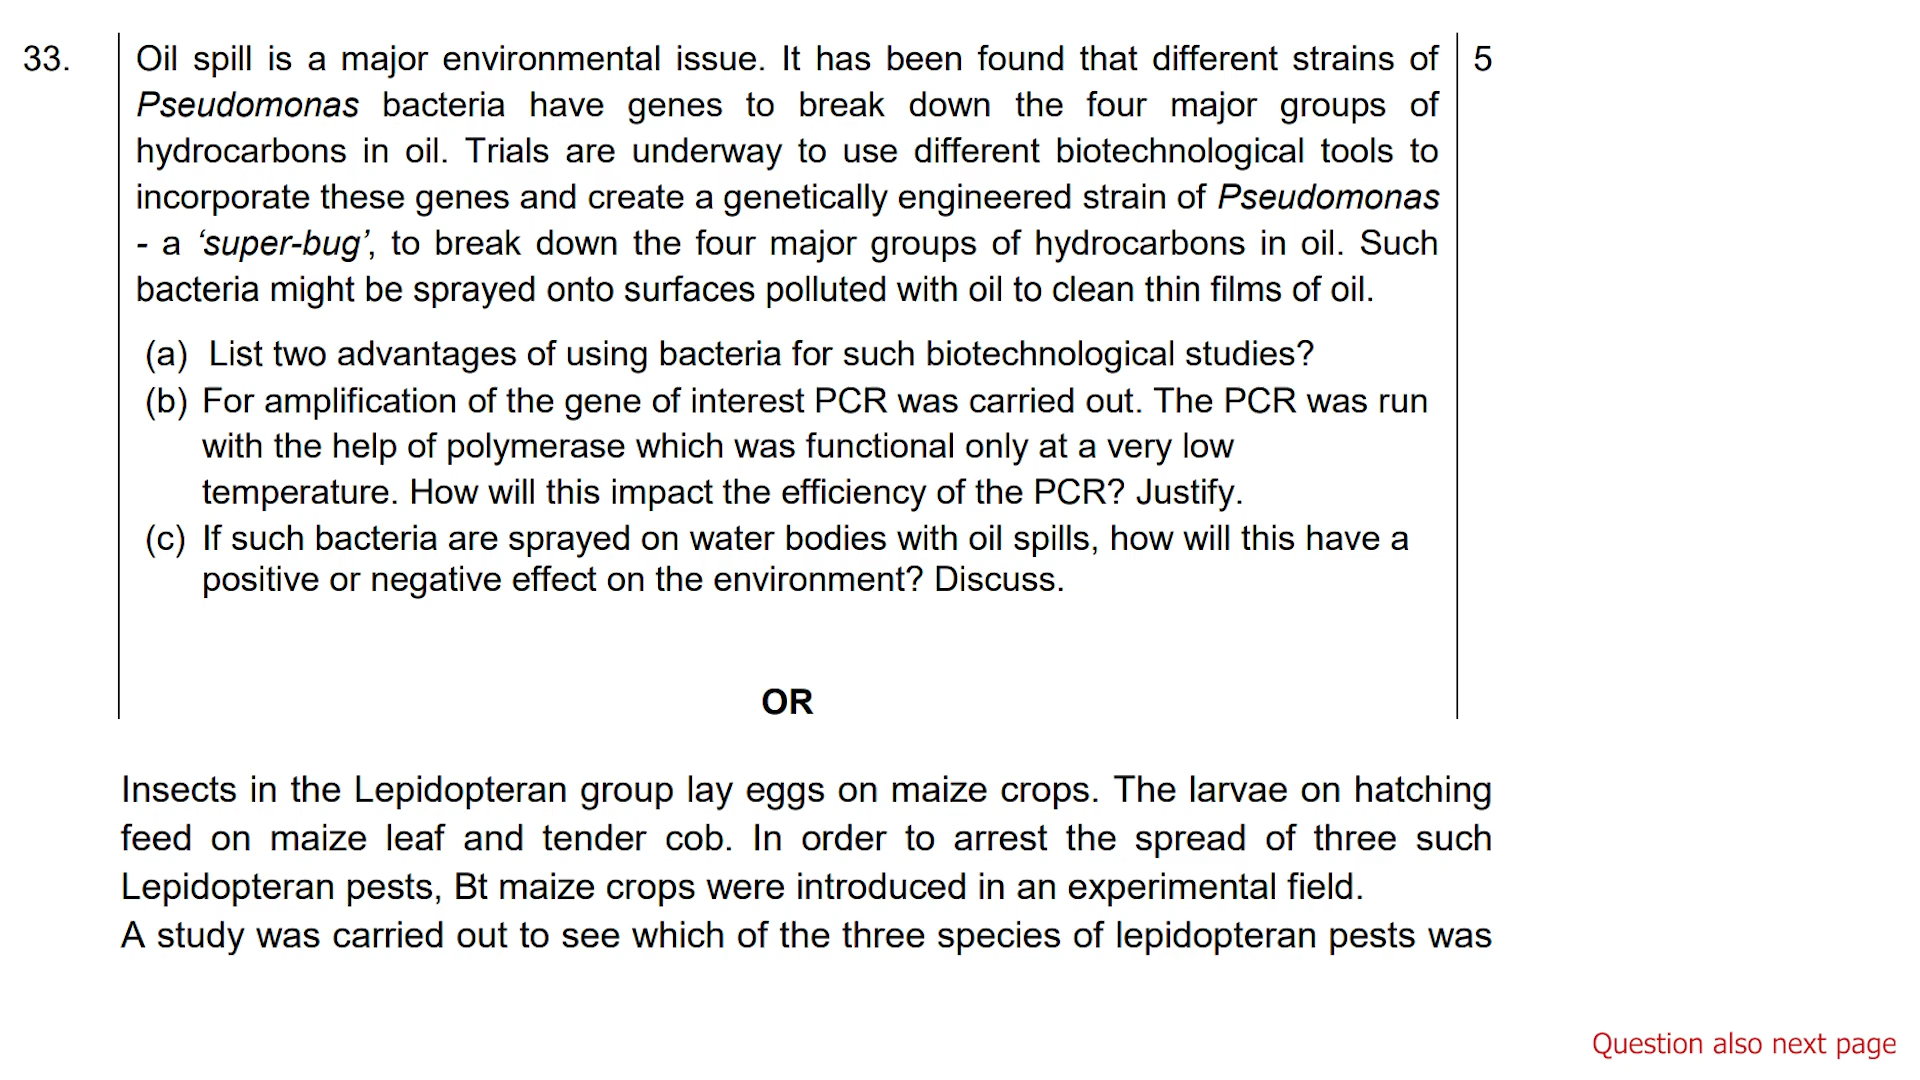 33. Oil spill is a major environmental issue. It has been found that different strains of 5
Pseudomonas bacteria have genes to break down the four major groups of
hydrocarbons in oil. Trials are underway to use different biotechnological tools to
incorporate these genes and create a genetically engineered strain of Pseudomonas
- a ‘super-bug’, to break down the four major groups of hydrocarbons in oil. Such
bacteria might be sprayed onto surfaces polluted with oil to clean thin films of oil.
(a) List two advantages of using bacteria for such biotechnological studies?
(b) For amplification of the gene of interest PCR was carried out. The PCR was run
with the help of polymerase which was functional only at a very low
temperature. How will this impact the efficiency of the PCR? Justify.
(c) If such bacteria are sprayed on water bodies with oil spills, how will this have a
positive or negative effect on the environment? Discuss.
OR
Insects in the Lepidopteran group lay eggs on maize crops. The larvae on hatching
feed on maize leaf and tender cob. In order to arrest the spread of three such
Lepidopteran pests, Bt maize crops were introduced in an experimental field.
A study was carried out to see which of the three species of lepidopteran pests was
Question also next page